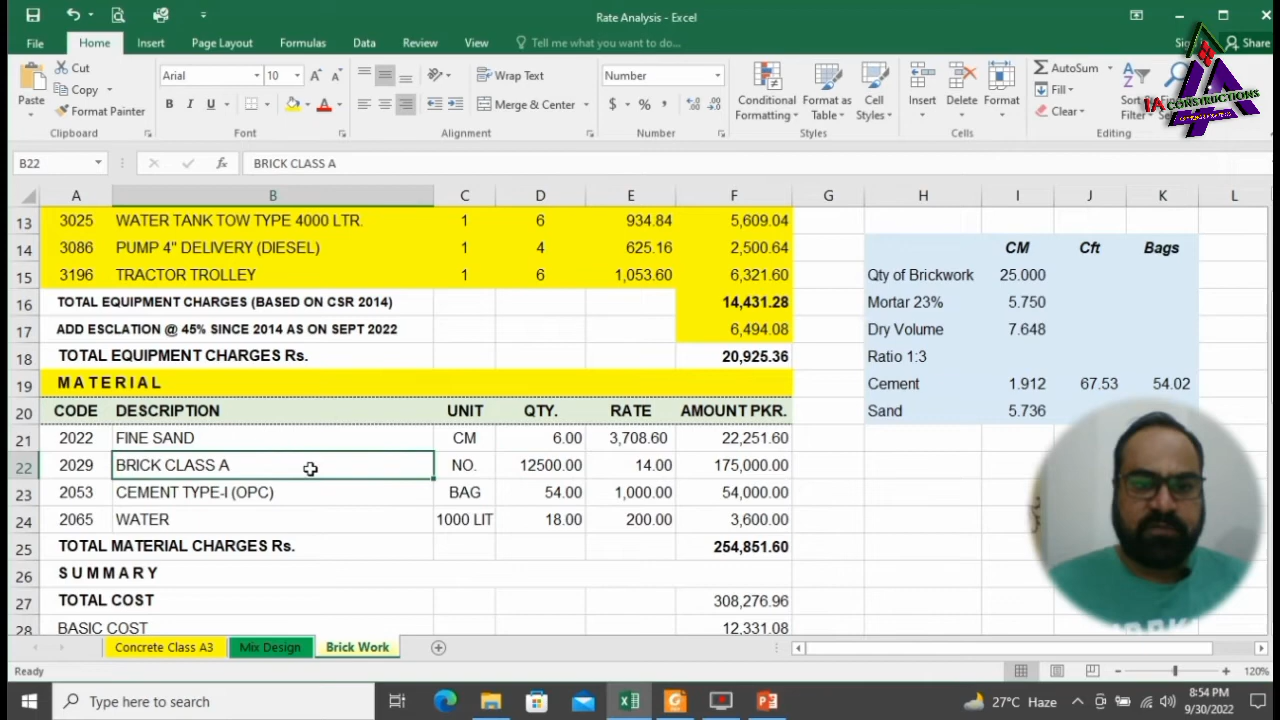 Rate Analysis - Excel
File Home Insert Page Layout Formulas Data Review View Tell me what you want to do... Share
Paste Cut Copy Format Painter
Arial 10 B I U
Wrap Text Merge & Center
Number $ % ,
Conditional Formatting Format as Table Cell Styles
Insert Delete Format
AutoSum Fill Clear
Clipboard Font Alignment Number Styles Cells Editing
IA CONSTRUCTIONS
B22 fx BRICK CLASS A
A B C D E F G H I J K L
13 3025 WATER TANK TOW TYPE 4000 LTR. 1 6 934.84 5,609.04
14 3086 PUMP 4" DELIVERY (DIESEL) 1 4 625.16 2,500.64 CM Cft Bags
15 3196 TRACTOR TROLLEY 1 6 1,053.60 6,321.60 Qty of Brickwork 25.000
16 TOTAL EQUIPMENT CHARGES (BASED ON CSR 2014) 14,431.28 Mortar 23% 5.750
17 ADD ESCLATION @ 45% SINCE 2014 AS ON SEPT 2022 6,494.08 Dry Volume 7.648
18 TOTAL EQUIPMENT CHARGES Rs. 20,925.36 Ratio 1:3
19 M A T E R I A L Cement 1.912 67.53 54.02
20 CODE DESCRIPTION UNIT QTY. RATE AMOUNT PKR. Sand 5.736
21 2022 FINE SAND CM 6.00 3,708.60 22,251.60
22 2029 BRICK CLASS A NO. 12500.00 14.00 175,000.00
23 2053 CEMENT TYPE-I (OPC) BAG 54.00 1,000.00 54,000.00
24 2065 WATER 1000 LIT 18.00 200.00 3,600.00
25 TOTAL MATERIAL CHARGES Rs. 254,851.60
26 S U M M A R Y
27 TOTAL COST 308,276.96
28 BASIC COST 12,331.08
Concrete Class A3 Mix Design Brick Work
Ready 120%
Type here to search 27°C Haze 8:54 PM
9/30/2022